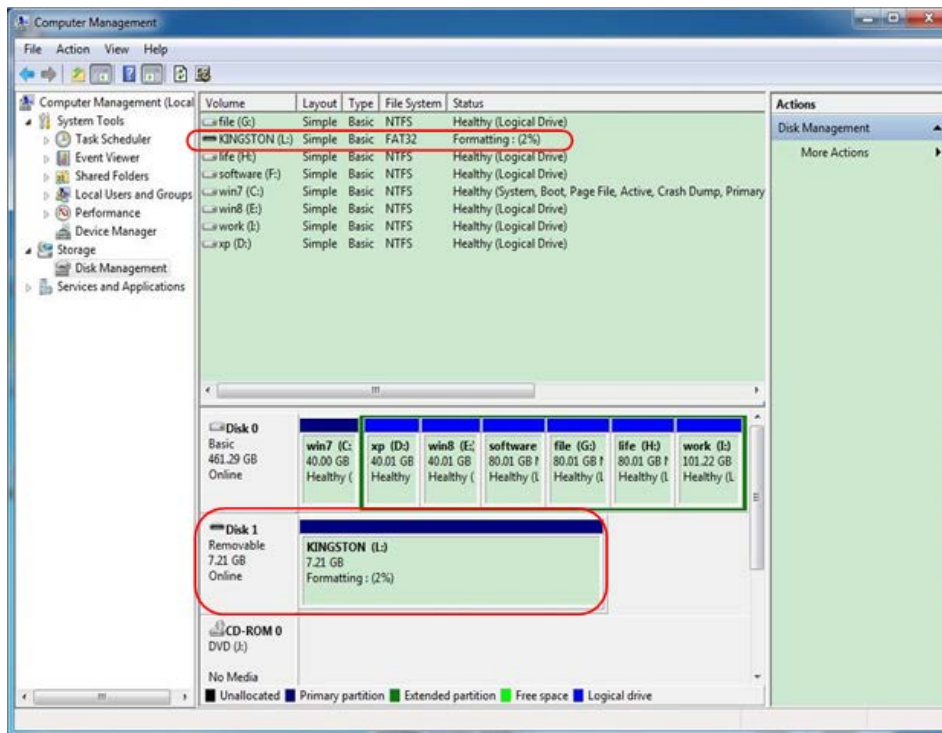 Computer Management
File Action View Help
Computer Management (Local
System Tools
Task Scheduler
Event Viewer
Shared Folders
Local Users and Groups
Performance
Device Manager
Storage
Disk Management
Services and Applications
Volume Layout Type File System Status
file (G:) Simple Basic NTFS Healthy (Logical Drive)
KINGSTON (L:) Simple Basic FAT32 Formatting : (2%)
life (H:) Simple Basic NTFS Healthy (Logical Drive)
software (F:) Simple Basic NTFS Healthy (Logical Drive)
win7 (C:) Simple Basic NTFS Healthy (System, Boot, Page File, Active, Crash Dump, Primary
win8 (E:) Simple Basic NTFS Healthy (Logical Drive)
work (I:) Simple Basic NTFS Healthy (Logical Drive)
xp (D:) Simple Basic NTFS Healthy (Logical Drive)
Actions
Disk Management
More Actions
Disk 0
Basic
461.29 GB
Online
win7 (C: xp (D:) win8 (E: software file (G:) life (H:) work (I:)
40.00 GB 40.01 GB 40.01 GB 80.01 GB 80.01 GB 80.01 GB 101.22 GB
Healthy ( Healthy Healthy ( Healthy (L Healthy (L Healthy (L Healthy (L
Disk 1
Removable
7.21 GB
Online
KINGSTON (L:)
7.21 GB
Formatting : (2%)
CD-ROM 0
DVD (J:)
No Media
Unallocated Primary partition Extended partition Free space Logical drive